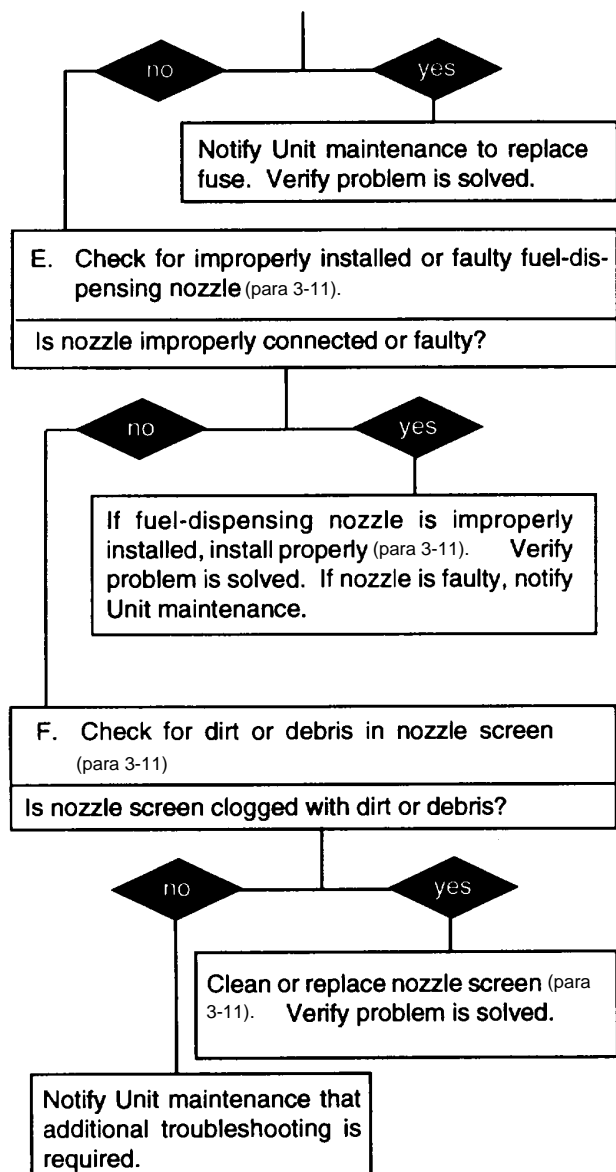 no
yes
Notify Unit maintenance to replace
fuse. Verify problem is solved.
E. Check for improperly installed or faulty fuel-dis-
pensing nozzle (para 3-11).
Is nozzle improperly connected or faulty?
no
yes
If fuel-dispensing nozzle is improperly
installed, install properly (para 3-11). Verify
problem is solved. If nozzle is faulty, notify
Unit maintenance.
F. Check for dirt or debris in nozzle screen
(para 3-11)
Is nozzle screen clogged with dirt or debris?
no
yes
Clean or replace nozzle screen (para
3-11). Verify problem is solved.
Notify Unit maintenance that
additional troubleshooting is
required.